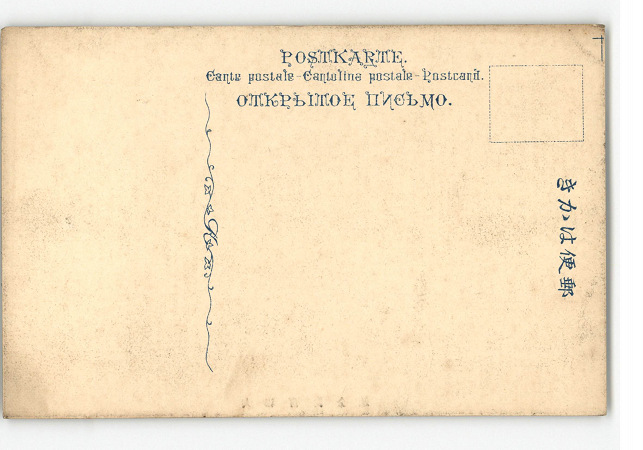 POSTKARTE.
Carte postale - Cartolina postale - Postcard.
ОТКРЫТОЕ ПИСЬМО.
きかは便郵